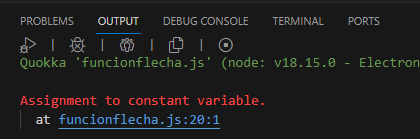 PROBLEMS OUTPUT DEBUG CONSOLE TERMINAL PORTS
Quokka 'funcionflecha.js' (node: v18.15.0 - Electron
Assignment to constant variable.
at funcionflecha.js:20:1